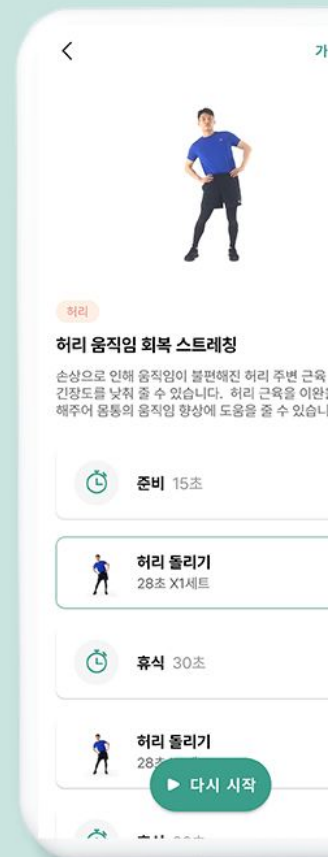 가
허리
허리 움직임 회복 스트레칭
손상으로 인해 움직임이 불편해진 허리 주변 근육
긴장도를 낮춰 줄 수 있습니다. 허리 근육을 이완
해주어 몸통의 움직임 향상에 도움을 줄 수 있습니
준비 15초
허리 돌리기
28초 X1세트
휴식 30초
허리 돌리기
28초
다시 시작